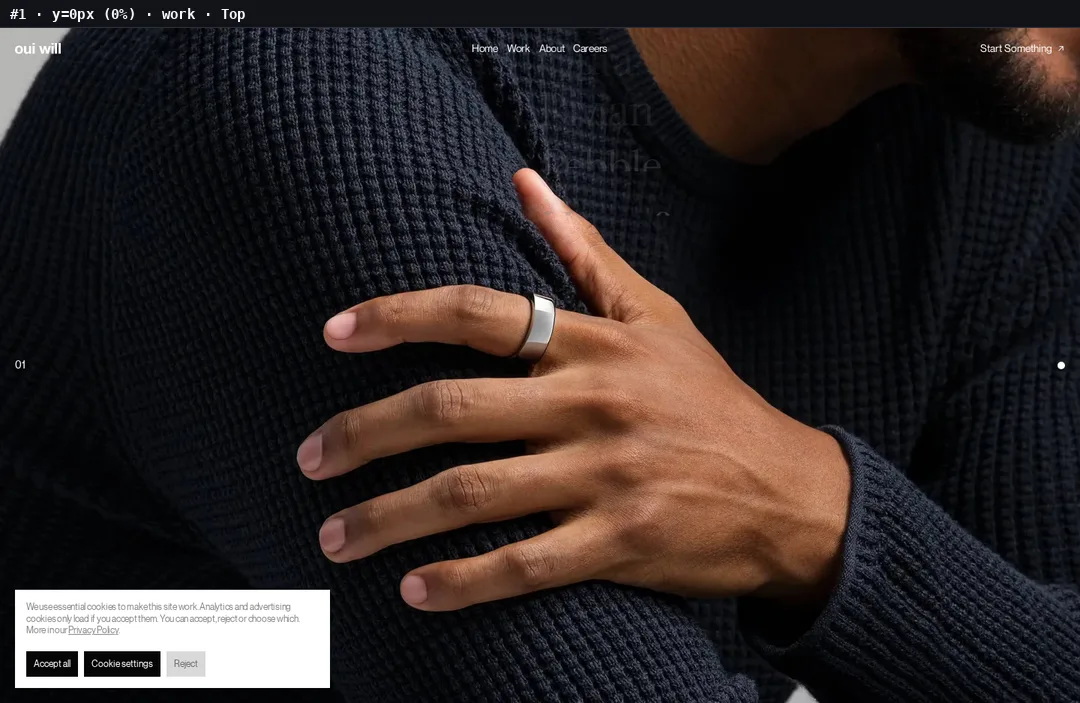 #1 · y=0px (0%) · work · Top
oui will
Home Work About Careers
Start Something ↗
01
We use essential cookies to make this site work. Analytics and advertising
cookies only load if you accept them. You can accept, reject or choose which.
More in our Privacy Policy.
Accept all Cookie settings Reject